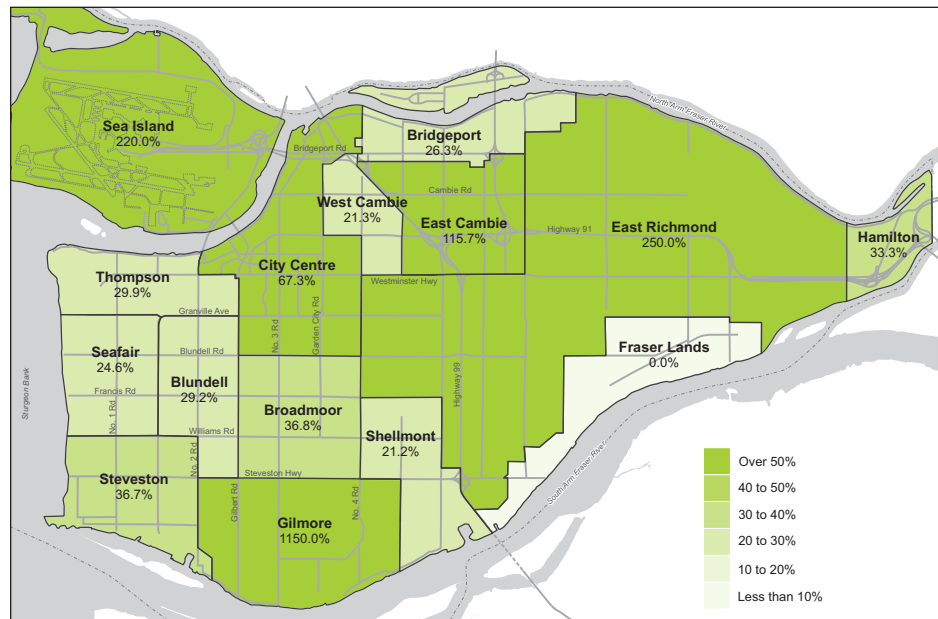 North Arm, Fraser River
Sea Island
220.0%
Bridgeport Rd
Bridgeport
26.3%
Cambie Rd
West Cambie
21.3%
East Cambie
115.7%
Highway 91
East Richmond
250.0%
Hamilton
33.3%
City Centre
67.3%
Westminster Hwy
Thompson
29.9%
Granville Ave
No. 3 Rd
Garden City Rd
Seafair
24.6%
Blundell Rd
Blundell
29.2%
Fraser Lands
0.0%
Sturgeon Bank
Francis Rd
No. 1 Rd
Highway 99
Broadmoor
36.8%
Williams Rd
Shellmont
21.2%
No. 2 Rd
Steveston Hwy
Steveston
36.7%
Gilbert Rd
No. 4 Rd
Gilmore
1150.0%
South Arm, Fraser River
Over 50%
40 to 50%
30 to 40%
20 to 30%
10 to 20%
Less than 10%